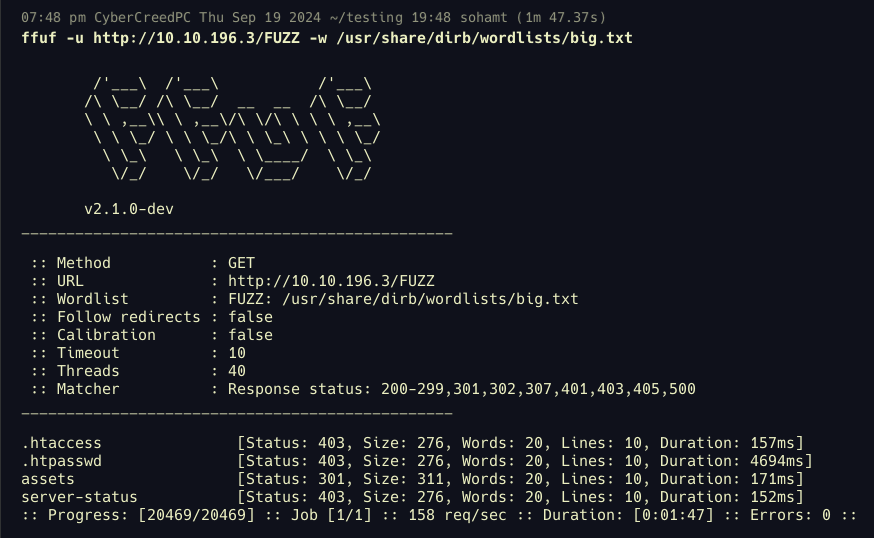 07:48 pm CyberCreedPC Thu Sep 19 2024 ~/testing 19:48 sohamt (1m 47.37s)
ffuf -u http://10.10.196.3/FUZZ -w /usr/share/dirb/wordlists/big.txt
        /'___\  /'___\           /'___\
       /\ \__/ /\ \__/  __  __  /\ \__/
       \ \ ,__\\ \ ,__\/\ \/\ \ \ \ ,__\
        \ \ \_/ \ \ \_/\ \ \_\ \ \ \ \_/
         \ \_\   \ \_\  \ \____/  \ \_\
          \/_/    \/_/   \/___/    \/_/
       v2.1.0-dev
________________________________________________
 :: Method           : GET
 :: URL              : http://10.10.196.3/FUZZ
 :: Wordlist         : FUZZ: /usr/share/dirb/wordlists/big.txt
 :: Follow redirects : false
 :: Calibration      : false
 :: Timeout          : 10
 :: Threads          : 40
 :: Matcher          : Response status: 200-299,301,302,307,401,403,405,500
________________________________________________
.htaccess               [Status: 403, Size: 276, Words: 20, Lines: 10, Duration: 157ms]
.htpasswd               [Status: 403, Size: 276, Words: 20, Lines: 10, Duration: 4694ms]
assets                  [Status: 301, Size: 311, Words: 20, Lines: 10, Duration: 171ms]
server-status           [Status: 403, Size: 276, Words: 20, Lines: 10, Duration: 152ms]
:: Progress: [20469/20469] :: Job [1/1] :: 158 req/sec :: Duration: [0:01:47] :: Errors: 0 ::